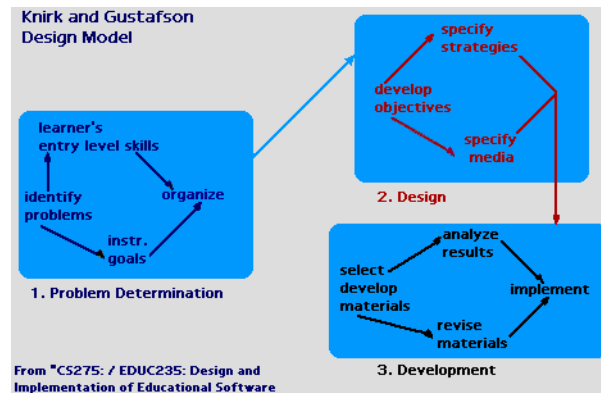 Knirk and Gustafson
Design Model
learner's
entry level skills
identify
problems
organize
instr.
goals
1. Problem Determination
specify
strategies
develop
objectives
specify
media
2. Design
analyze
results
select
develop
materials
implement
revise
materials
3. Development
From "CS275: / EDUC235: Design and
Implementation of Educational Software